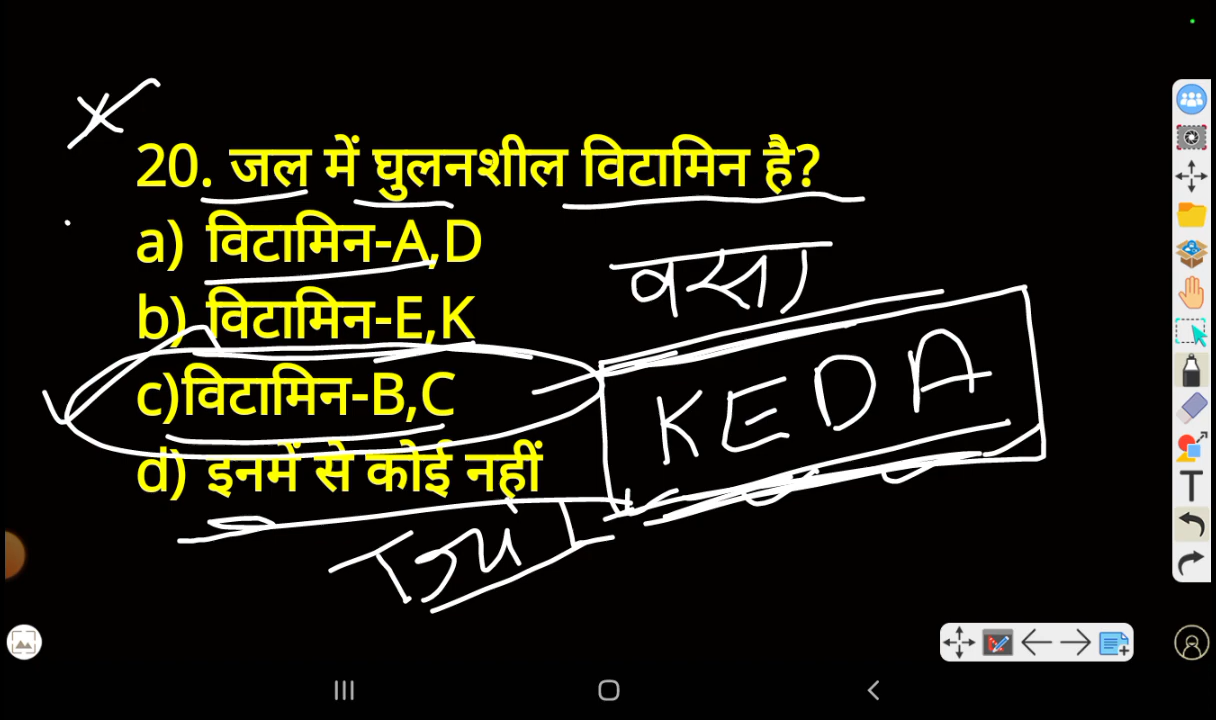 20. जल में घुलनशील विटामिन है?
a) विटामिन-A,D
वसा
b) विटामिन-E,K
c)विटामिन-B,C
KEDA
d) इनमें से कोई नहीं
T